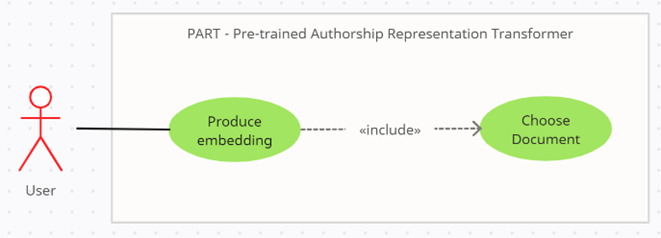 PART - Pre-trained Authorship Representation Transformer
Produce
embedding
«include»
Choose
Document
User